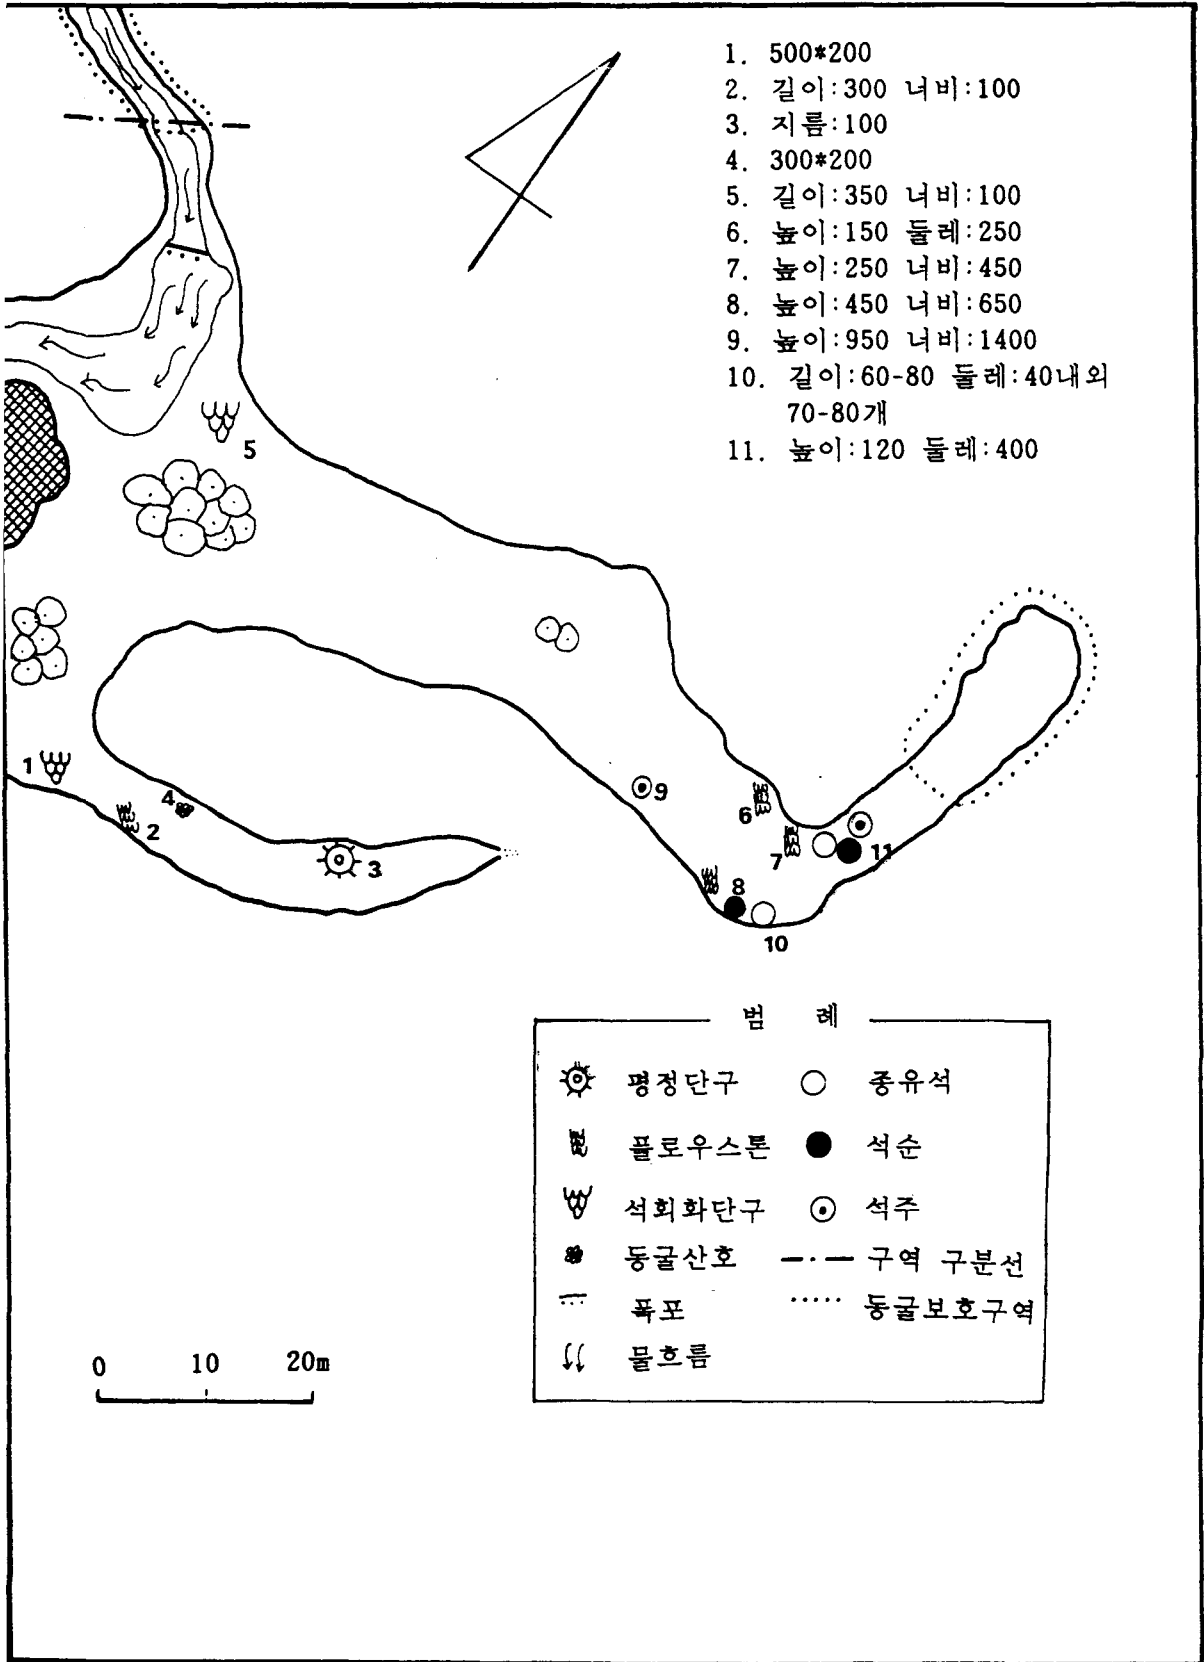 1. 500*200
2. 길이:300 너비:100
3. 지름:100
4. 300*200
5. 길이:350 너비:100
6. 높이:150 둘레:250
7. 높이:250 너비:450
8. 높이:450 너비:650
9. 높이:950 너비:1400
10. 길이:60-80 둘레:40내외
70-80개
11. 높이:120 둘레:400
5
1
4
2
3
9
6
7
11
8
10
범 례
평정단구 종유석
플로우스톤 석순
석회화단구 석주
동굴산호 구역 구분선
폭포 동굴보호구역
물흐름
0 10 20m